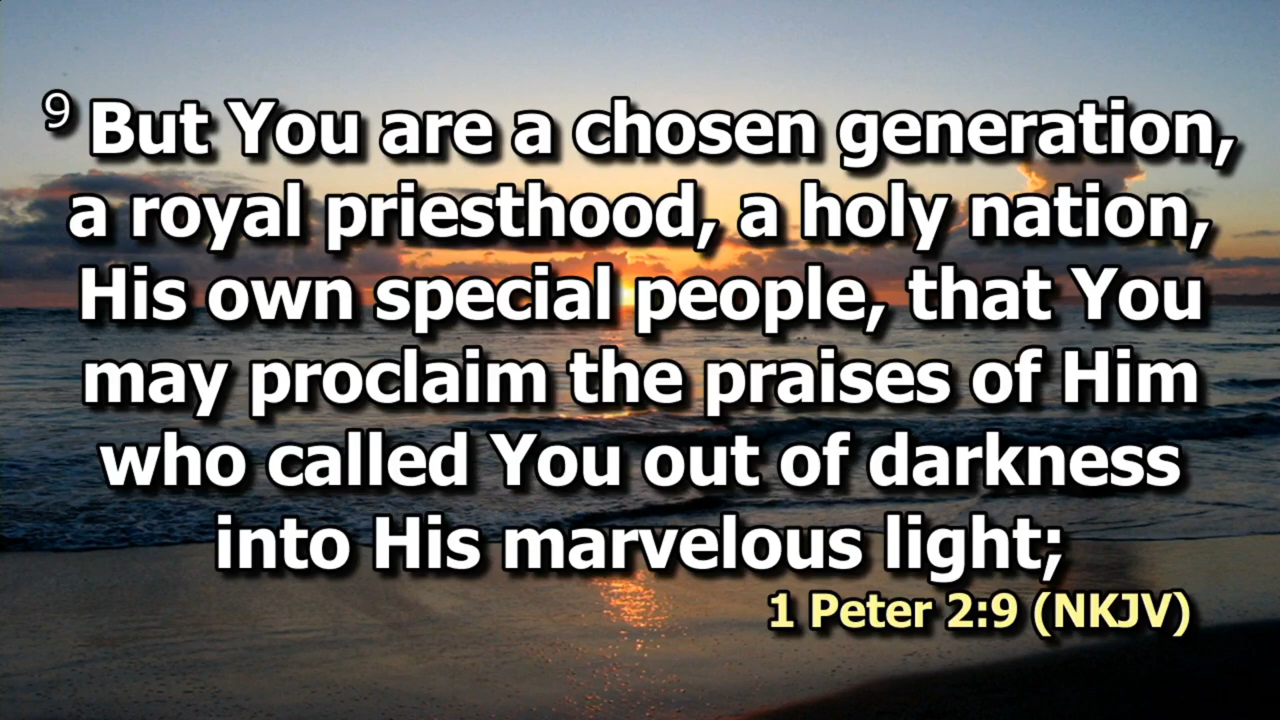 9 But You are a chosen generation,
a royal priesthood, a holy nation,
His own special people, that You
may proclaim the praises of Him
who called You out of darkness
into His marvelous light;
1 Peter 2:9 (NKJV)